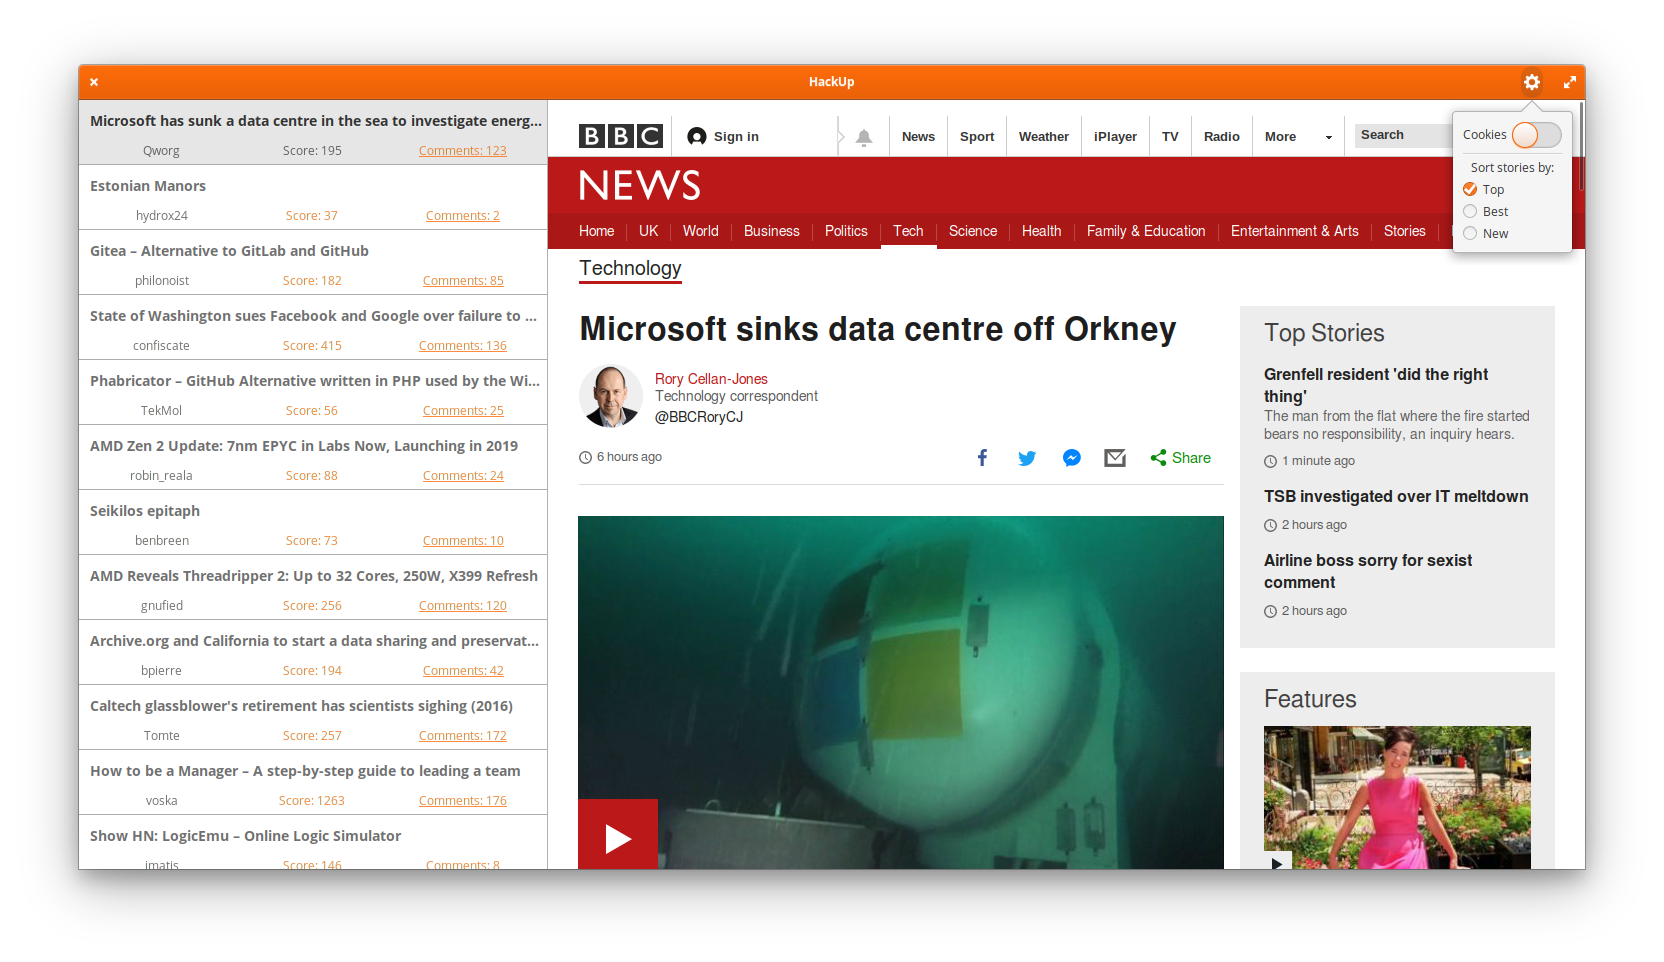 HackUp
Microsoft has sunk a data centre in the sea to investigate energ...
Qworg Score: 195 Comments: 123
Estonian Manors
hydrox24 Score: 37 Comments: 2
Gitea – Alternative to GitLab and GitHub
philonoist Score: 182 Comments: 85
State of Washington sues Facebook and Google over failure to ...
confiscate Score: 415 Comments: 136
Phabricator – GitHub Alternative written in PHP used by the Wi...
TekMol Score: 56 Comments: 25
AMD Zen 2 Update: 7nm EPYC in Labs Now, Launching in 2019
robin_reala Score: 88 Comments: 24
Seikilos epitaph
benbreen Score: 73 Comments: 10
AMD Reveals Threadripper 2: Up to 32 Cores, 250W, X399 Refresh
gnufied Score: 256 Comments: 120
Archive.org and California to start a data sharing and preservat...
bpierre Score: 194 Comments: 42
Caltech glassblower's retirement has scientists sighing (2016)
Tomte Score: 257 Comments: 172
How to be a Manager – A step-by-step guide to leading a team
voska Score: 1263 Comments: 176
Show HN: LogicEmu – Online Logic Simulator
Score: 146 Comments: 8
BBC Sign in News Sport Weather iPlayer TV Radio More Search
NEWS
Home UK World Business Politics Tech Science Health Family & Education Entertainment & Arts Stories
Technology
Microsoft sinks data centre off Orkney
Rory Cellan-Jones
Technology correspondent
@BBCRoryCJ
6 hours ago Share
Top Stories
Grenfell resident 'did the right
thing'
The man from the flat where the fire started
bears no responsibility, an inquiry hears.
1 minute ago
TSB investigated over IT meltdown
2 hours ago
Airline boss sorry for sexist
comment
2 hours ago
Features
Cookies
Sort stories by:
Top
Best
New